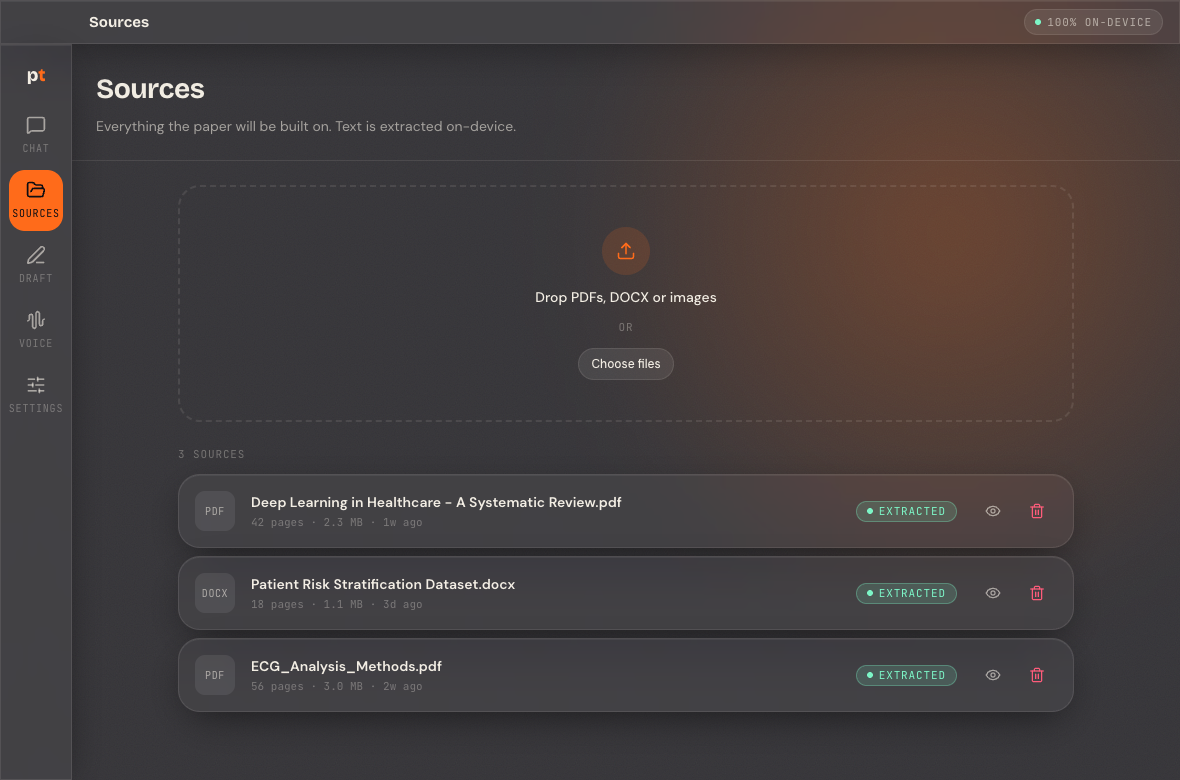 Sources
100% ON-DEVICE
pt
CHAT
SOURCES
DRAFT
VOICE
SETTINGS
Sources
Everything the paper will be built on. Text is extracted on-device.
Drop PDFs, DOCX or images
OR
Choose files
3 SOURCES
PDF
Deep Learning in Healthcare – A Systematic Review.pdf
42 pages · 2.3 MB · 1w ago
EXTRACTED
DOCX
Patient Risk Stratification Dataset.docx
18 pages · 1.1 MB · 3d ago
EXTRACTED
PDF
ECG_Analysis_Methods.pdf
56 pages · 3.0 MB · 2w ago
EXTRACTED